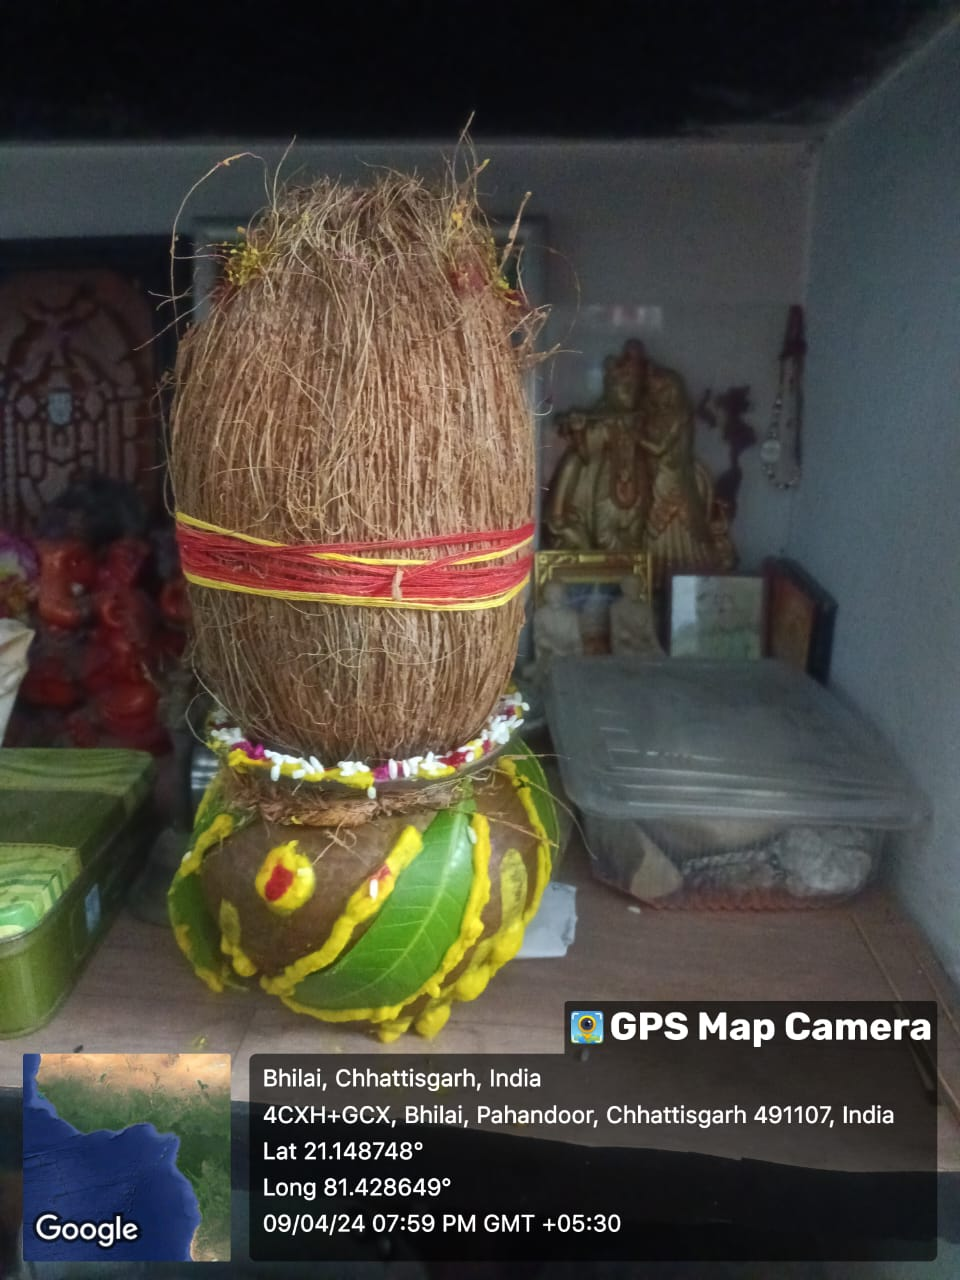 GPS Map Camera
Bhilai, Chhattisgarh, India
4CXH+GCX, Bhilai, Pahandoor, Chhattisgarh 491107, India
Lat 21.148748°
Long 81.428649°
09/04/24 07:59 PM GMT +05:30
Google